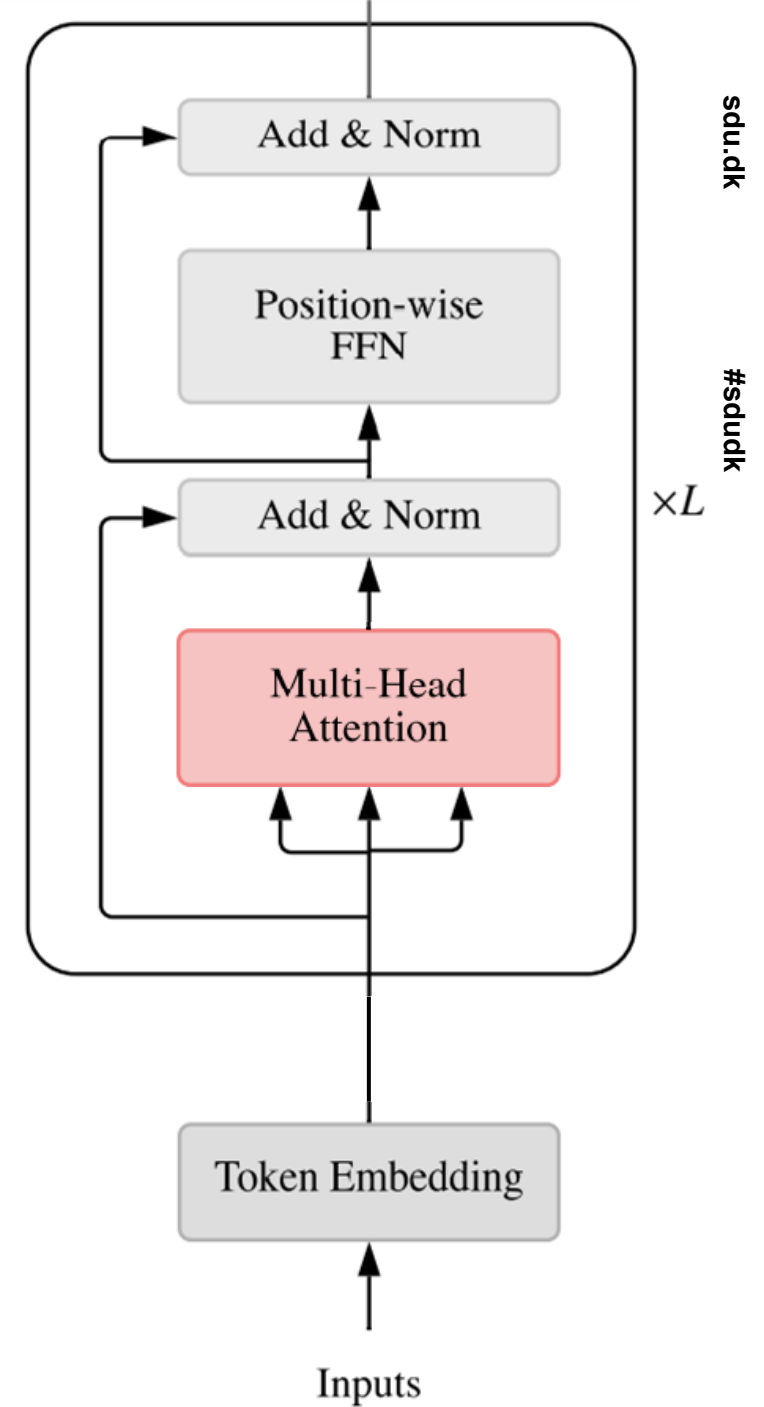 Add & Norm
Position-wise
FFN
Add & Norm
Multi-Head
Attention
×L
Token Embedding
Inputs
sdu.dk
#sdudk